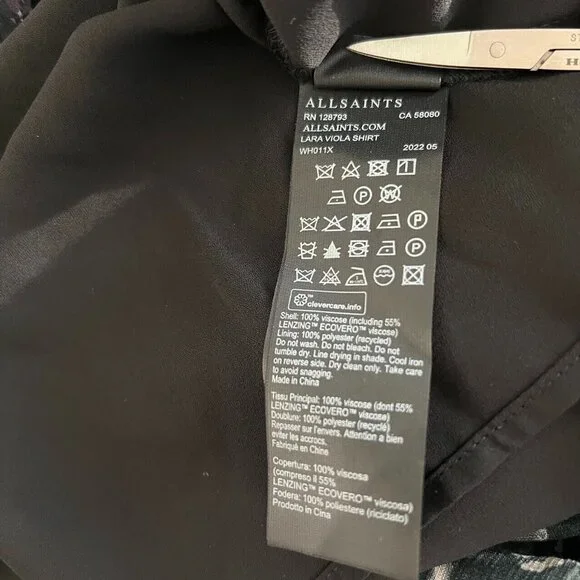 ALLSAINTS
RN 128793 CA 58080
ALLSAINTS.COM
LARA VIOLA SHIRT
WH011X 2022 05
clevercare.info
Shell: 100% viscose (including 55%
LENZING™ ECOVERO™ viscose)
Lining: 100% polyester (recycled)
Do not wash. Do not bleach. Do not
tumble dry. Line drying in shade. Cool iron
on reverse side. Dry clean only. Take care
to avoid snagging.
Made in China
Tissu Principal: 100% viscose (dont 55%
LENZING™ ECOVERO™ viscose)
Doublure: 100% polyester (recyclé)
Repasser sur l'envers. Attention a bien
eviter les accrocs.
Fabriqué en Chine
Copertura: 100% viscosa
(compreso il 55%
LENZING™ ECOVERO™ viscosa)
Fodera: 100% poliestere (riciclato)
Prodotto in Cina